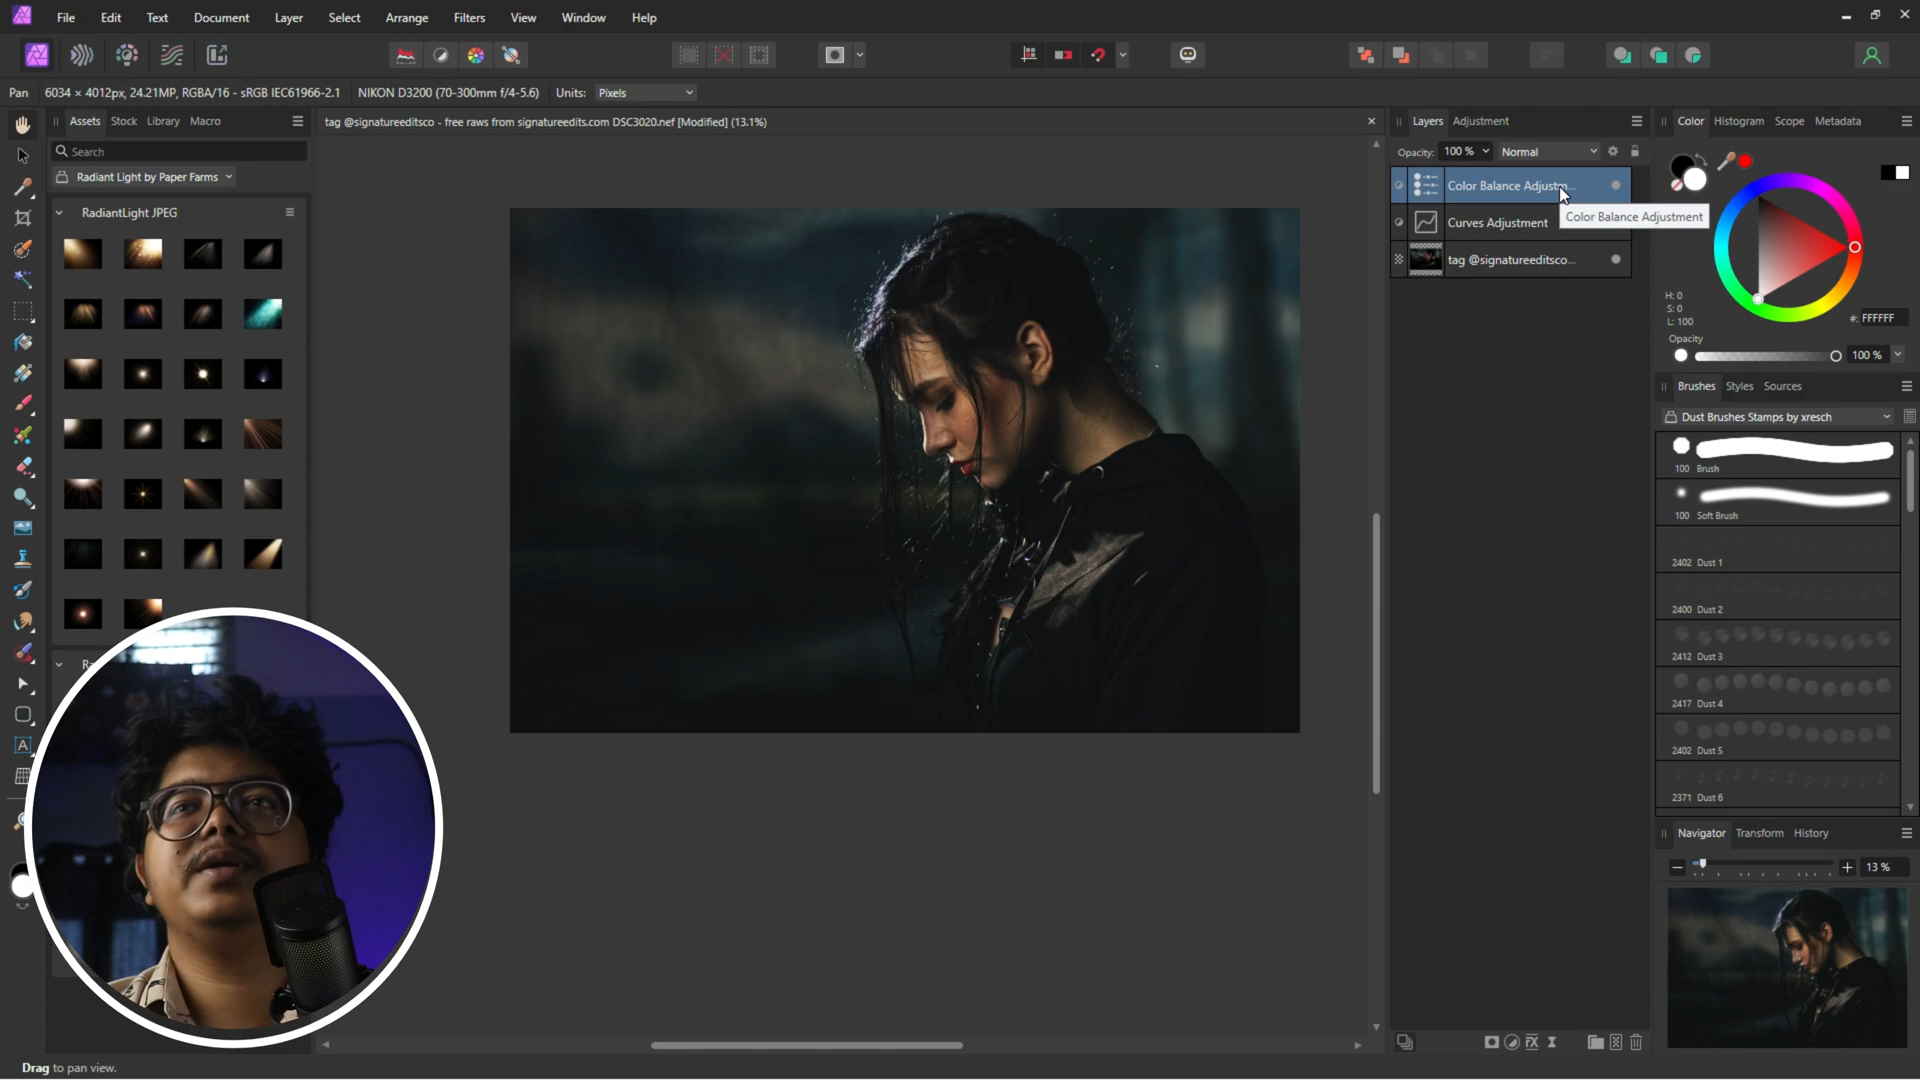 File Edit Text Document Layer Select Arrange Filters View Window Help
Pan 6034 × 4012px, 24.21MP, RGBA/16 - sRGB IEC61966-2.1 NIKON D3200 (70-300mm f/4-5.6) Units: Pixels
Assets Stock Library Macro
tag @signatureeditsco - free raws from signatureedits.com DSC3020.nef [Modified] (13.1%)
Search
Radiant Light by Paper Farms
RadiantLight JPEG
Layers Adjustment
Opacity: 100 % Normal
Color Balance Adjustm...
Color Balance Adjustment
Curves Adjustment
tag @signatureeditsco...
Color Histogram Scope Metadata
H: 0
S: 0
L: 100
#: FFFFFF
Opacity
100 %
Brushes Styles Sources
Dust Brushes Stamps by xresch
100 Brush
100 Soft Brush
2402 Dust 1
2400 Dust 2
2412 Dust 3
2417 Dust 4
2402 Dust 5
2371 Dust 6
Navigator Transform History
13 %
Drag to pan view.